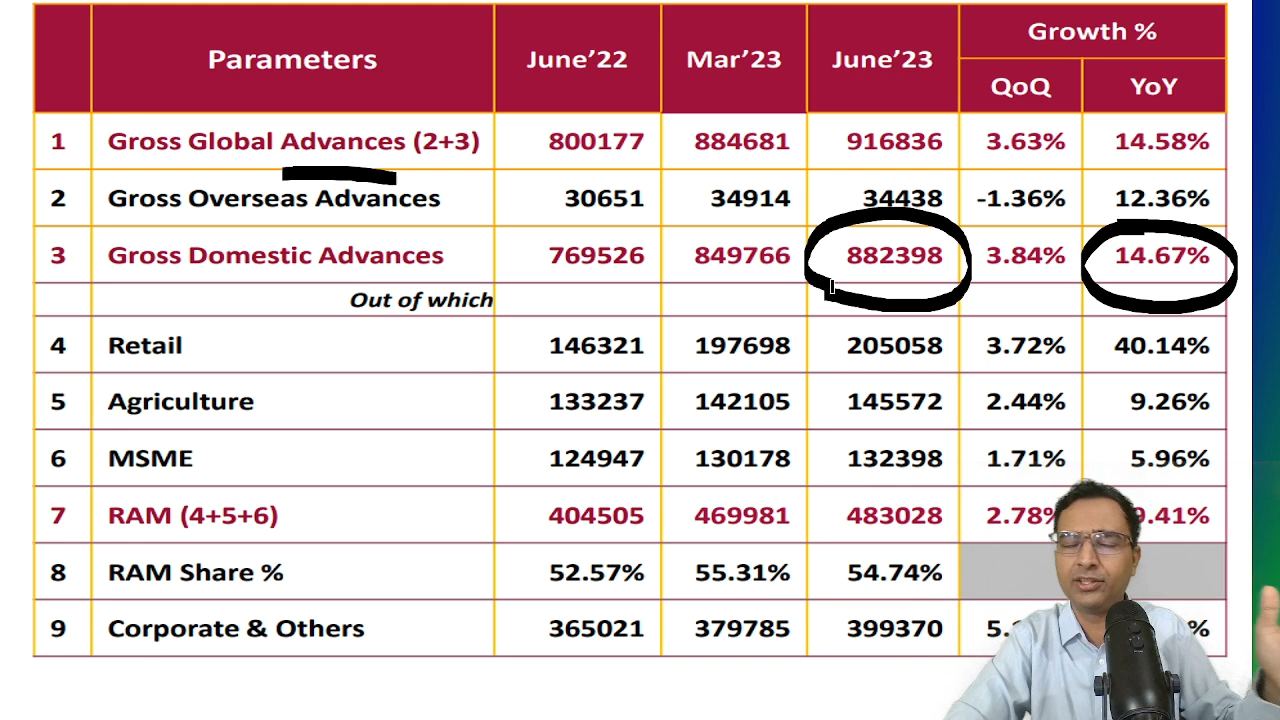 Parameters June’22 Mar’23 June’23 Growth %
QoQ YoY
1 Gross Global Advances (2+3) 800177 884681 916836 3.63% 14.58%
2 Gross Overseas Advances 30651 34914 34438 -1.36% 12.36%
3 Gross Domestic Advances 769526 849766 882398 3.84% 14.67%
Out of which
4 Retail 146321 197698 205058 3.72% 40.14%
5 Agriculture 133237 142105 145572 2.44% 9.26%
6 MSME 124947 130178 132398 1.71% 5.96%
7 RAM (4+5+6) 404505 469981 483028
8 RAM Share % 52.57% 55.31% 54.74%
9 Corporate & Others 365021 379785 399370